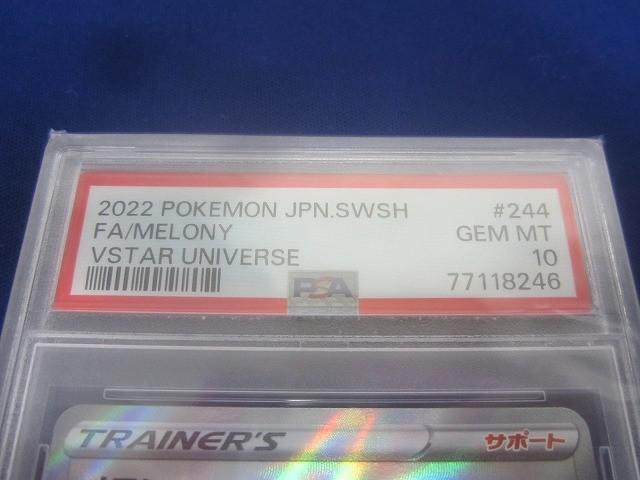 2022 POKEMON JPN.SWSH #244
FA/MELONY GEM MT
VSTAR UNIVERSE 10
77118246
PSA
TRAINER'S サポート